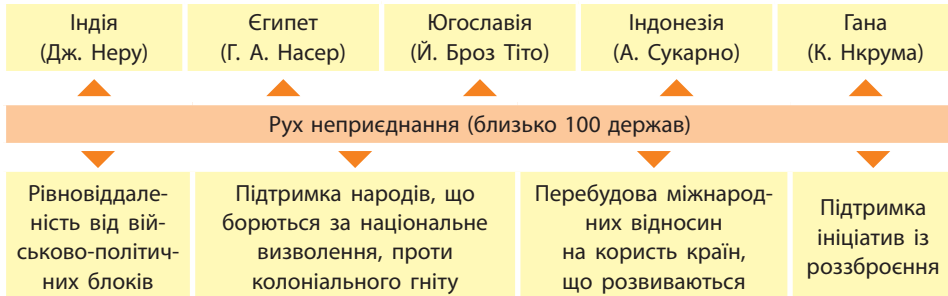 Індія
(Дж. Неру)
Єгипет
(Г. А. Насер)
Югославія
(Й. Броз Тіто)
Індонезія
(А. Сукарно)
Гана
(К. Нкрума)
Рух неприєднання (близько 100 держав)
Рівновіддале-
ність від вій-
ськово-політич-
них блоків
Підтримка народів, що
борються за національне
визволення, проти
колоніального гніту
Перебудова міжнарод-
них відносин
на користь країн,
що розвиваються
Підтримка
ініціатив із
роззброєння